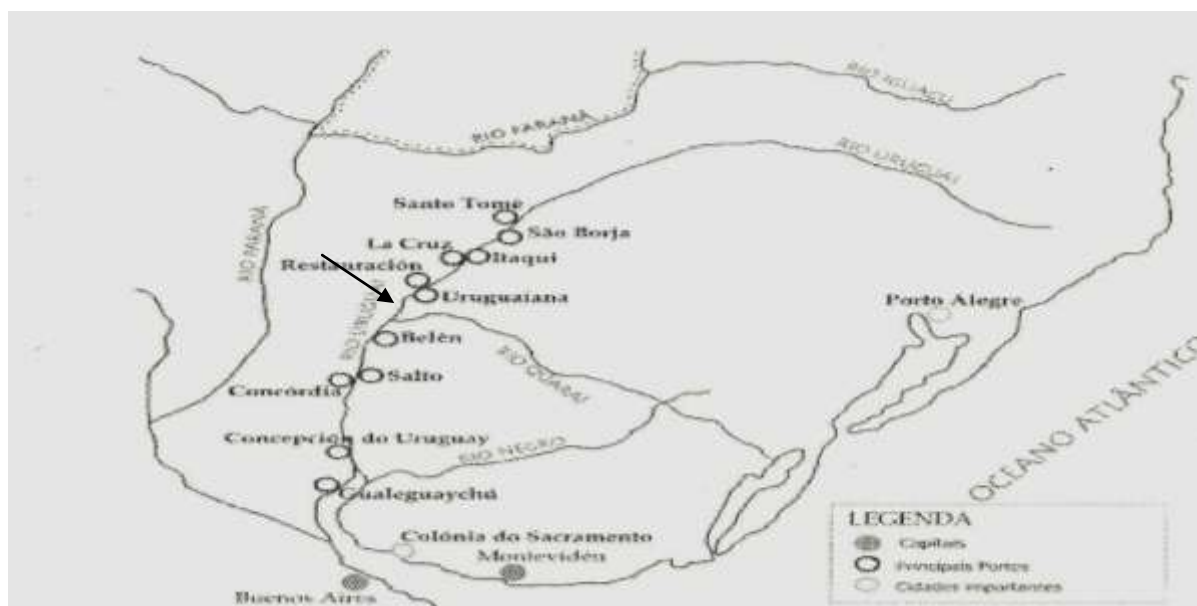 RIO IGUAÇU
RIO PARANÁ
RIO URUGUAI
Santo Tomé
São Borja
La Cruz
Itaqui
Restauración
Uruguaiana
RIO PARANÁ
RIO URUGUAI
Porto Alegre
Belén
Salto
Concórdia
RIO QUARAÍ
Concepción do Uruguay
RIO NEGRO
Gualeguaychú
OCEANO ATLÂNTICO
Colónia do Sacramento
Montevidéu
Buenos Aires
LEGENDA
Capitais
Principais Portos
Cidades importantes